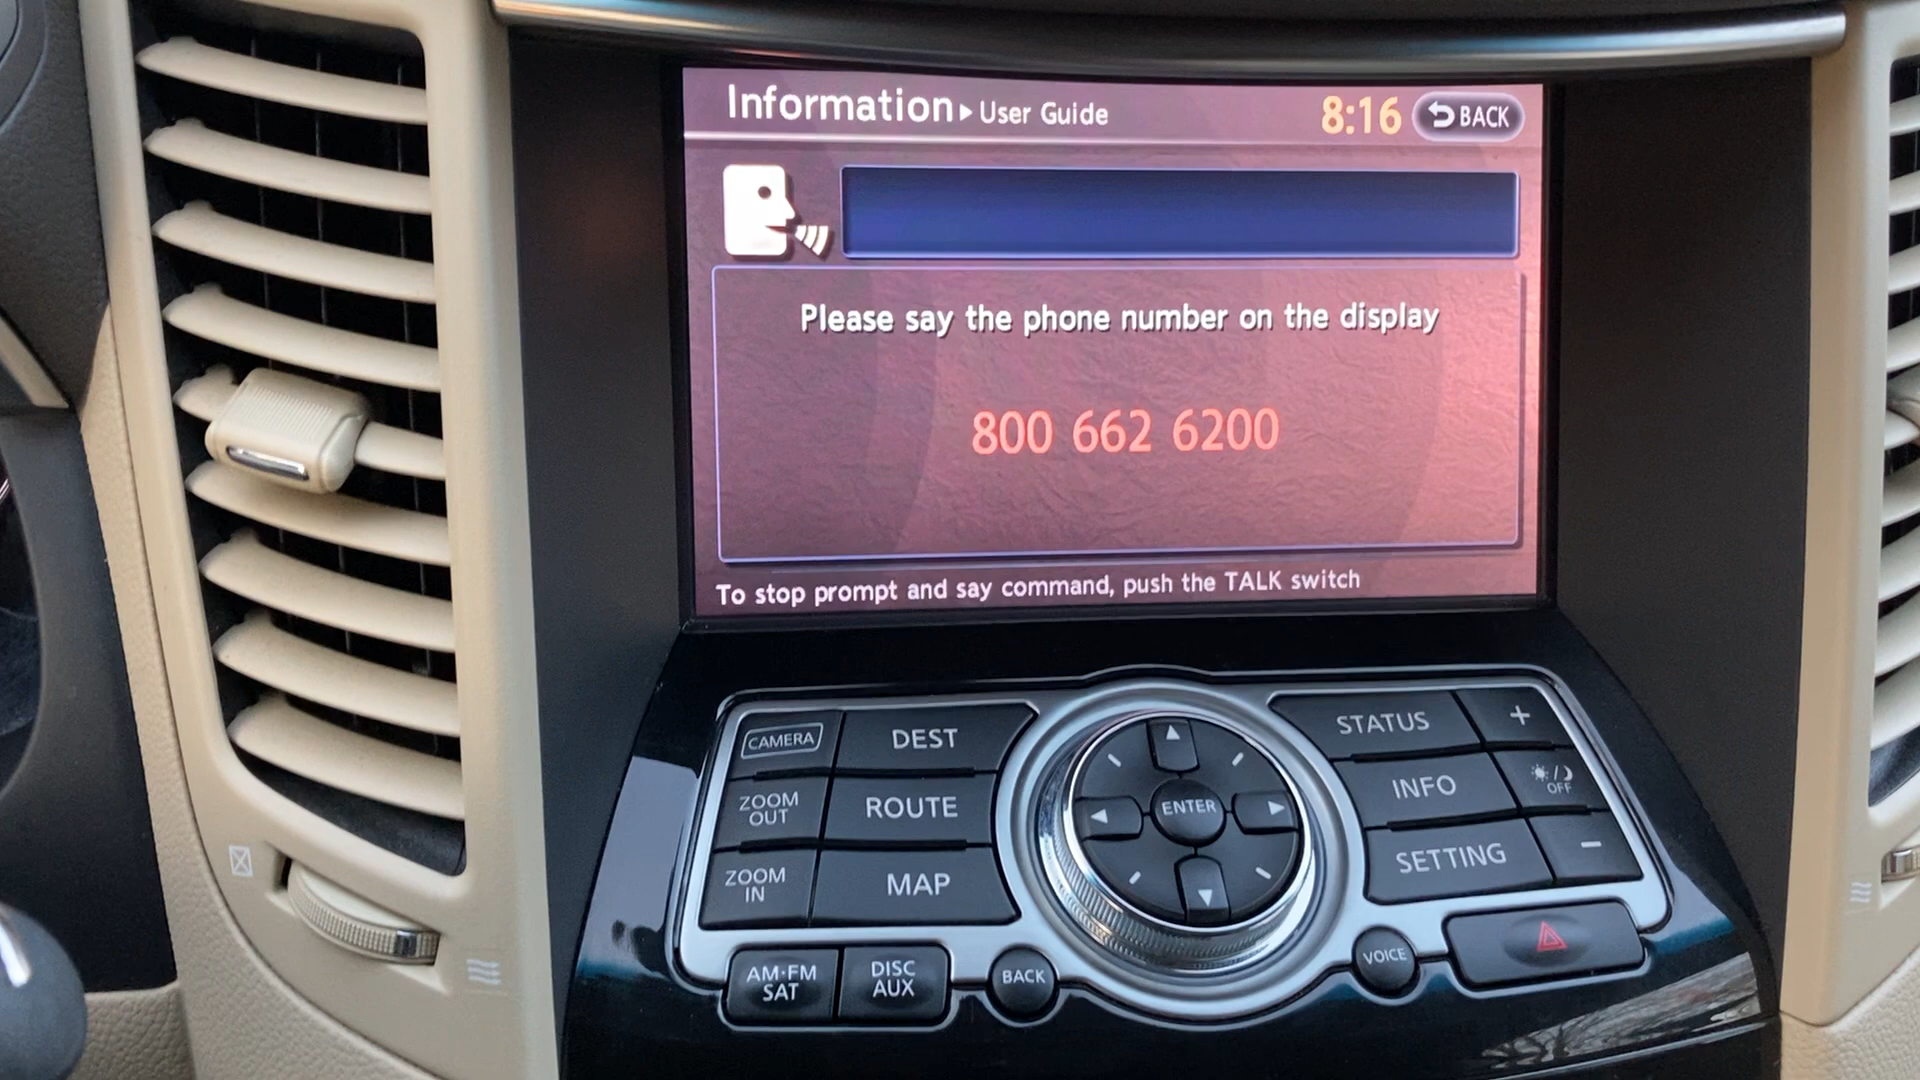 Information ▸ User Guide 8:16 BACK
Please say the phone number on the display
800 662 6200
To stop prompt and say command, push the TALK switch
CAMERA DEST STATUS +
ZOOM OUT ROUTE ENTER INFO OFF
ZOOM IN MAP SETTING -
AM·FM SAT DISC AUX BACK VOICE